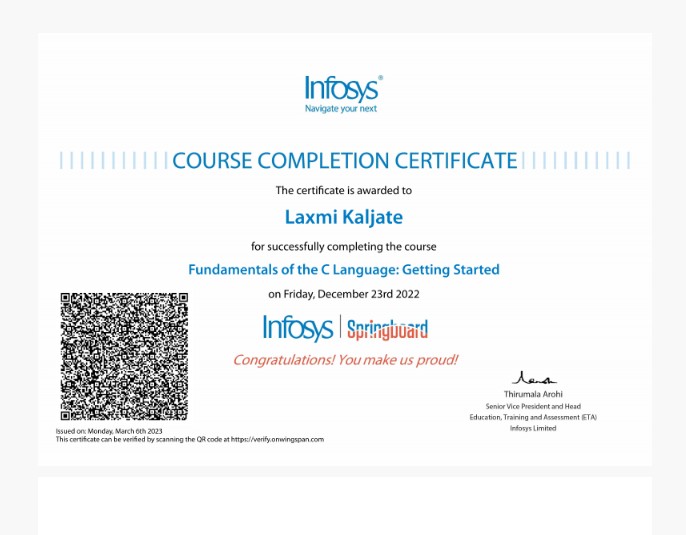 Infosys®
Navigate your next
COURSE COMPLETION CERTIFICATE
The certificate is awarded to
Laxmi Kaljate
for successfully completing the course
Fundamentals of the C Language: Getting Started
on Friday, December 23rd 2022
Infosys | Springboard
Congratulations! You make us proud!
Thirumala Arohi
Senior Vice President and Head
Education, Training and Assessment (ETA)
Infosys Limited
Issued on: Monday, March 6th 2023
This certificate can be verified by scanning the QR code at https://verify.onwingspan.com